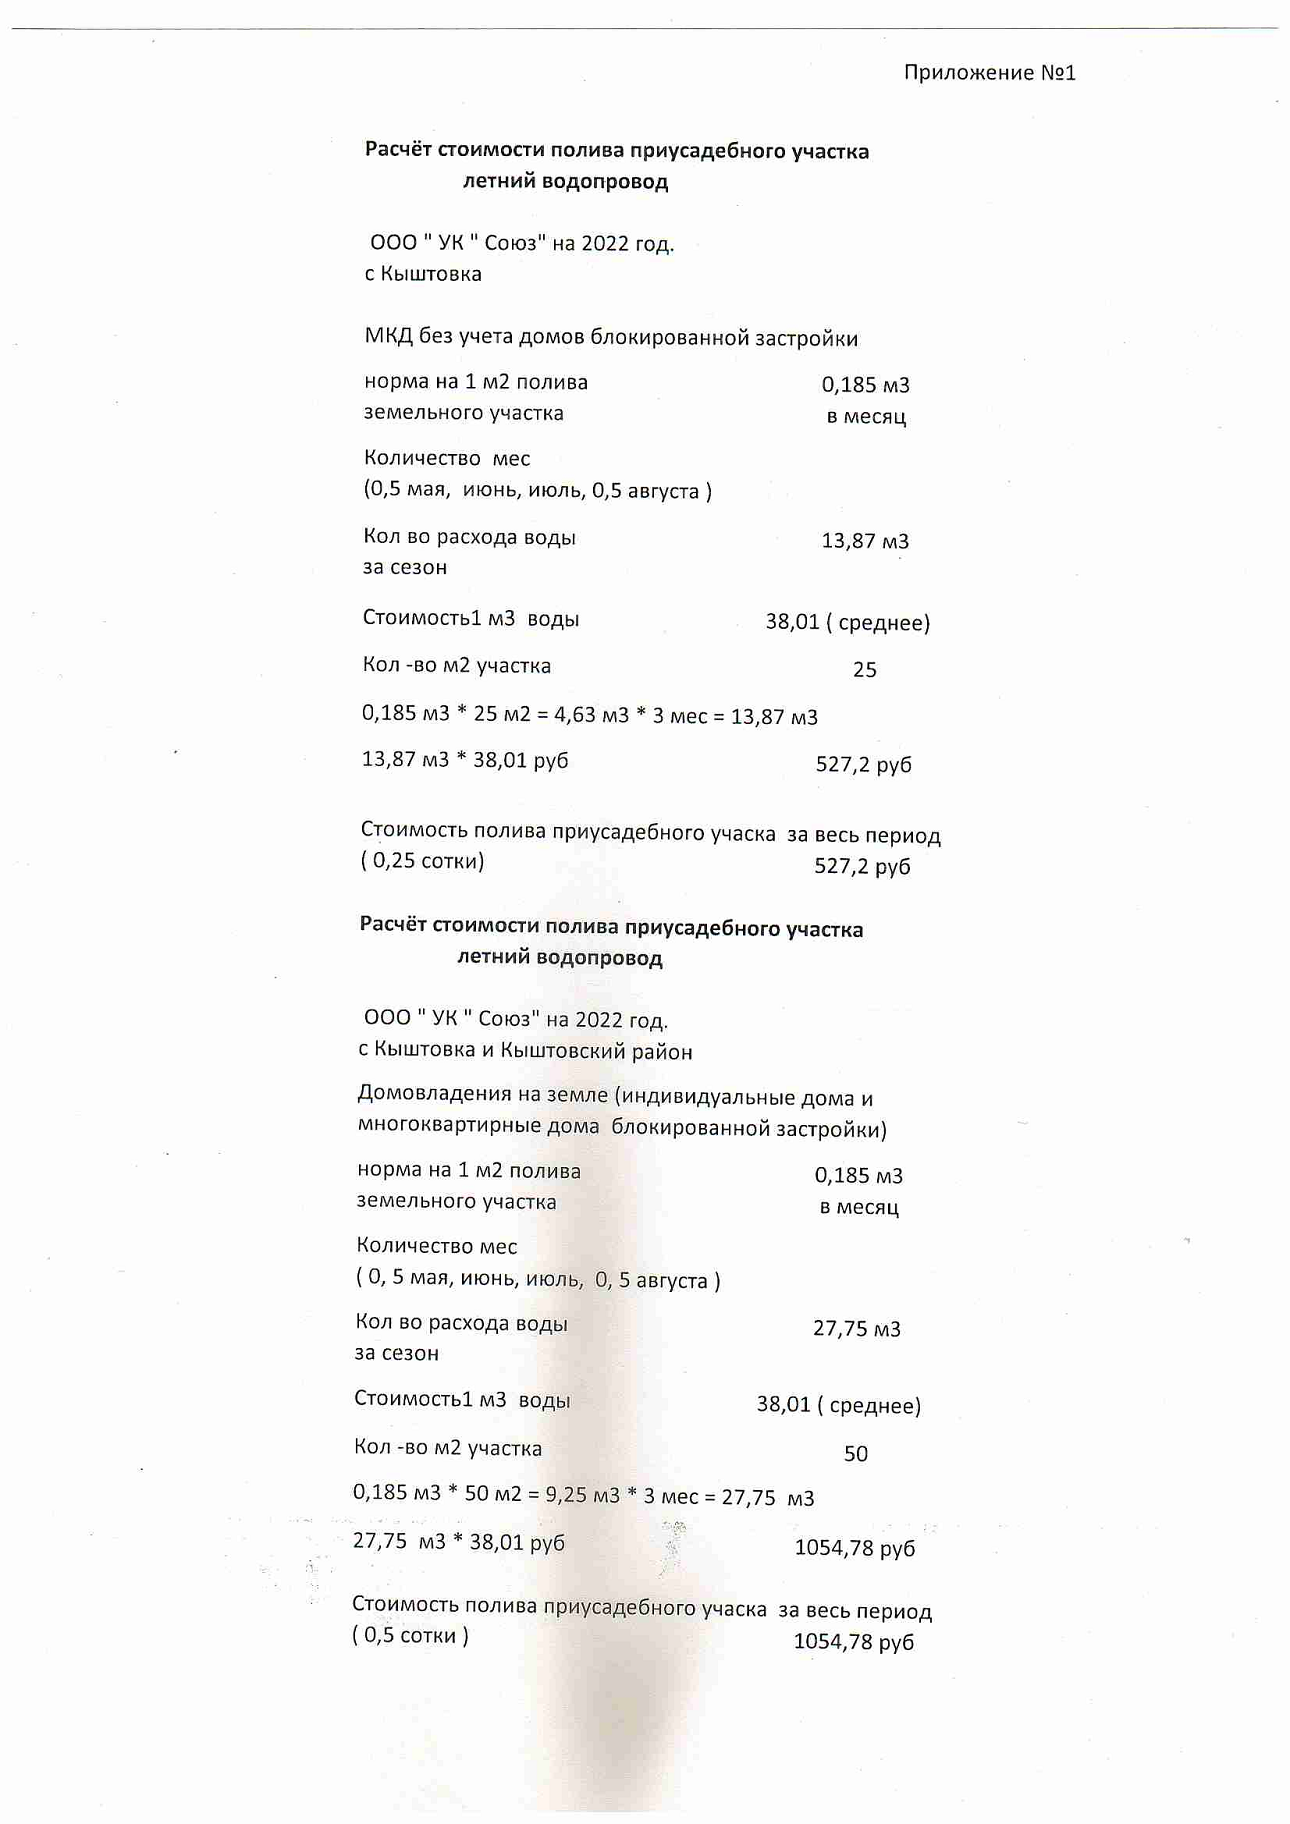 Приложение №1
Расчёт стоимости полива приусадебного участка
летний водопровод
ООО " УК " Союз" на 2022 год.
с Кыштовка
МКД без учета домов блокированной застройки
норма на 1 м2 полива 0,185 м3
земельного участка в месяц
Количество мес
(0,5 мая, июнь, июль, 0,5 августа )
Кол во расхода воды 13,87 м3
за сезон
Стоимость1 м3 воды 38,01 ( среднее)
Кол -во м2 участка 25
0,185 м3 * 25 м2 = 4,63 м3 * 3 мес = 13,87 м3
13,87 м3 * 38,01 руб 527,2 руб
Стоимость полива приусадебного учаска за весь период
( 0,25 сотки) 527,2 руб
Расчёт стоимости полива приусадебного участка
летний водопровод
ООО " УК " Союз" на 2022 год.
с Кыштовка и Кыштовский район
Домовладения на земле (индивидуальные дома и
многоквартирные дома блокированной застройки)
норма на 1 м2 полива 0,185 м3
земельного участка в месяц
Количество мес
( 0, 5 мая, июнь, июль, 0, 5 августа )
Кол во расхода воды 27,75 м3
за сезон
Стоимость1 м3 воды 38,01 ( среднее)
Кол -во м2 участка 50
0,185 м3 * 50 м2 = 9,25 м3 * 3 мес = 27,75 м3
27,75 м3 * 38,01 руб 1054,78 руб
Стоимость полива приусадебного учаска за весь период
( 0,5 сотки ) 1054,78 руб